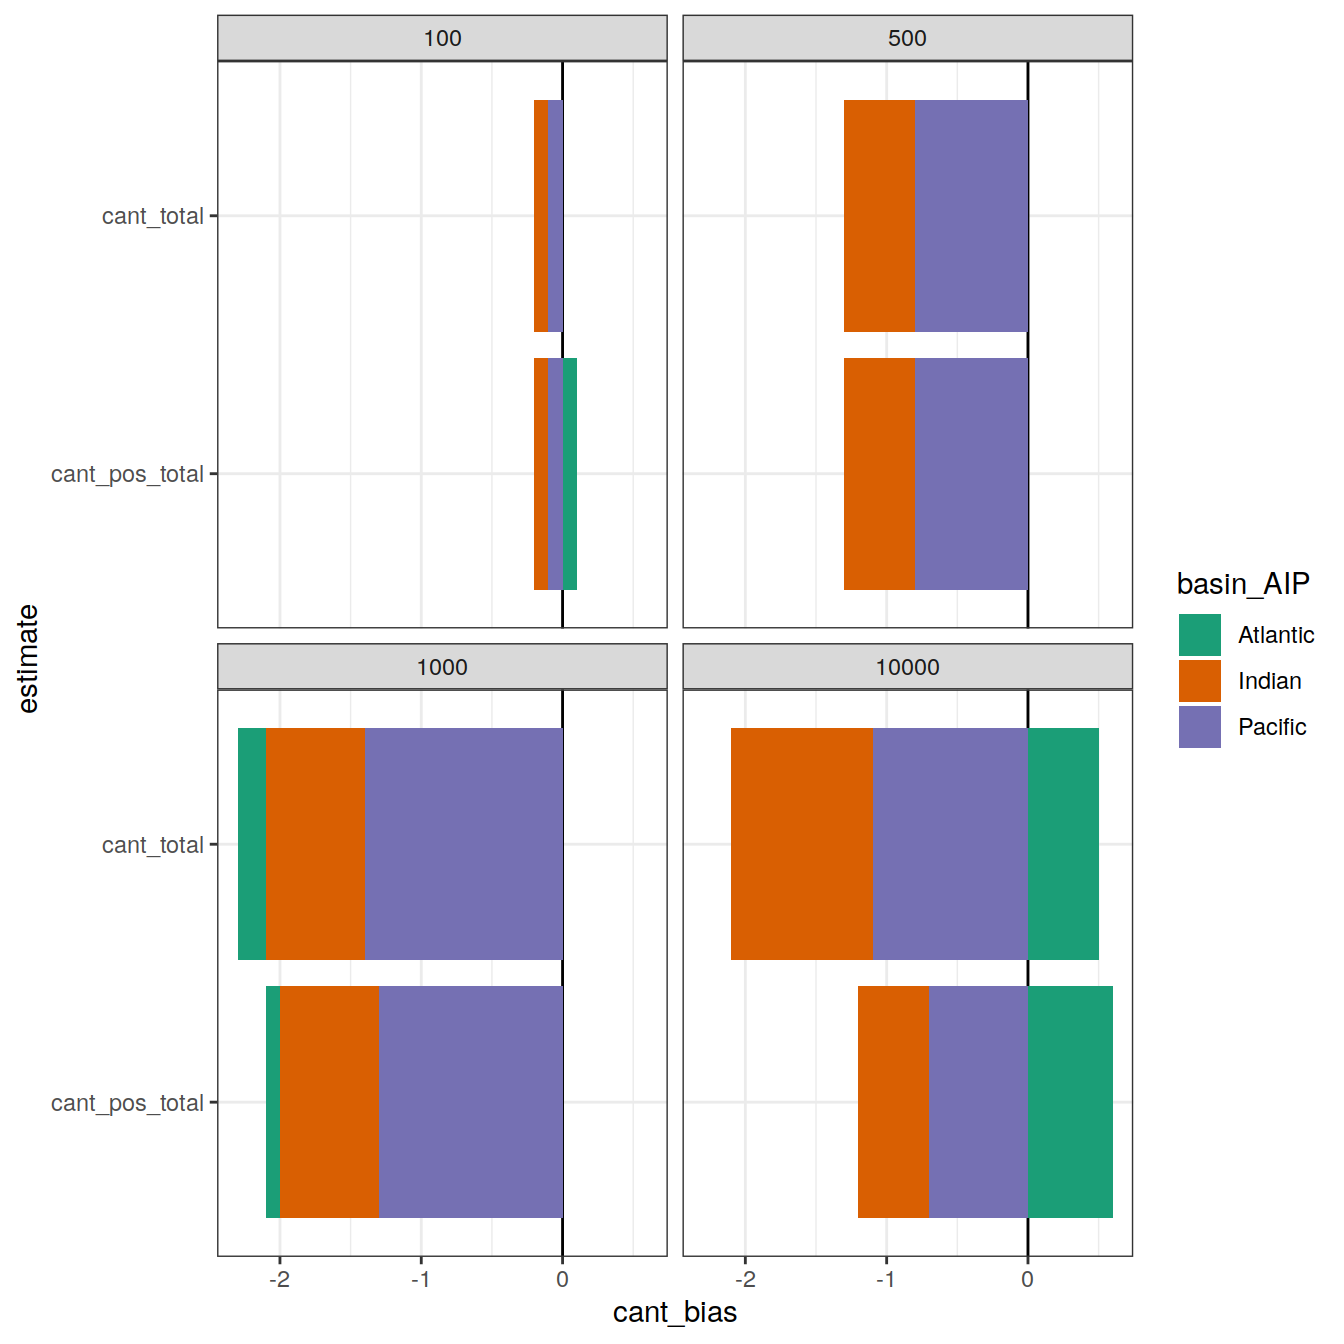 100
500
cant_total
cant_pos_total
estimate
1000
10000
cant_total
cant_pos_total
-2 -1 0
-2 -1 0
cant_bias
basin_AIP
Atlantic
Indian
Pacific